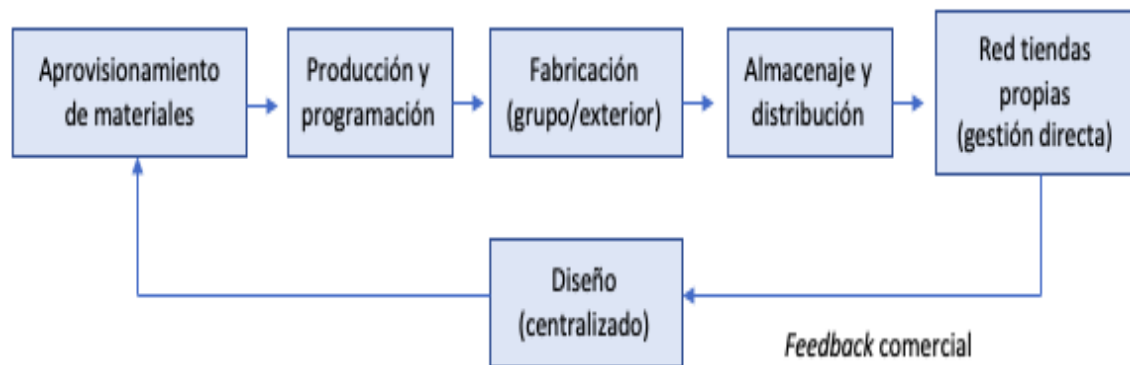 Aprovisionamiento
de materiales
Producción y
programación
Fabricación
(grupo/exterior)
Almacenaje y
distribución
Red tiendas
propias
(gestión directa)
Diseño
(centralizado)
Feedback comercial